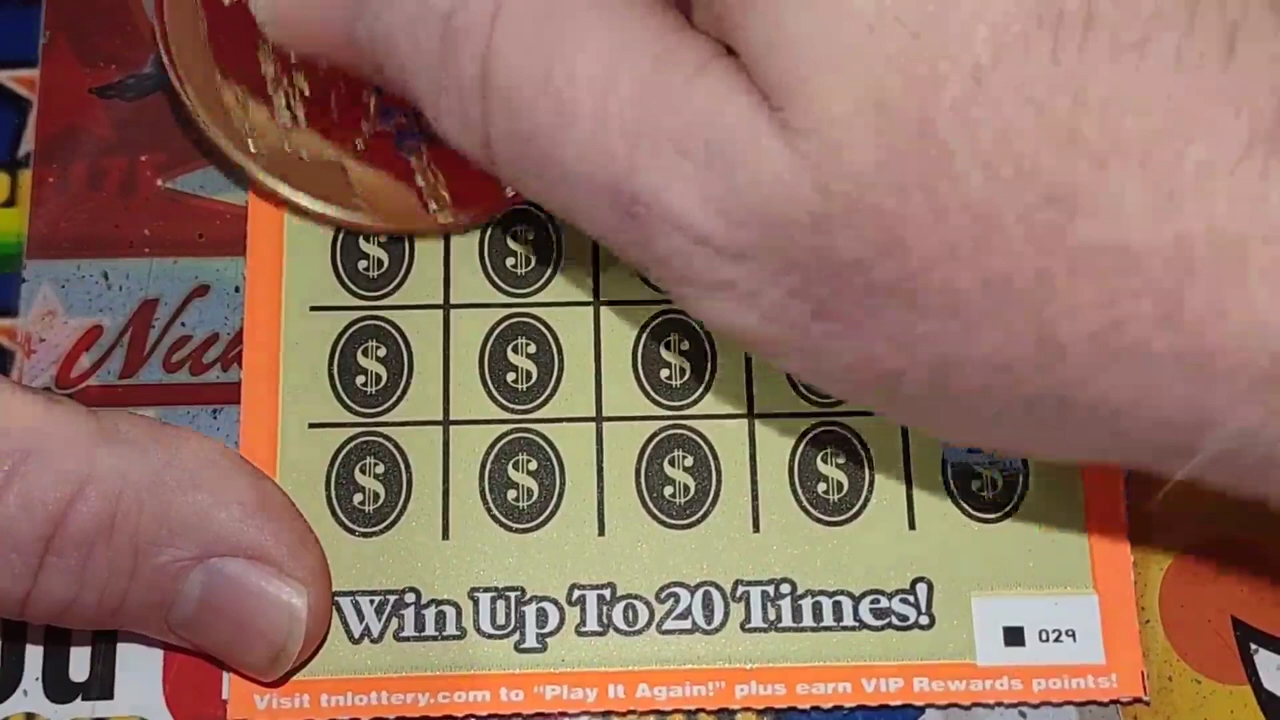 Win Up To 20 Times!
029
Visit tnlottery.com to "Play It Again!" plus earn VIP Rewards points!